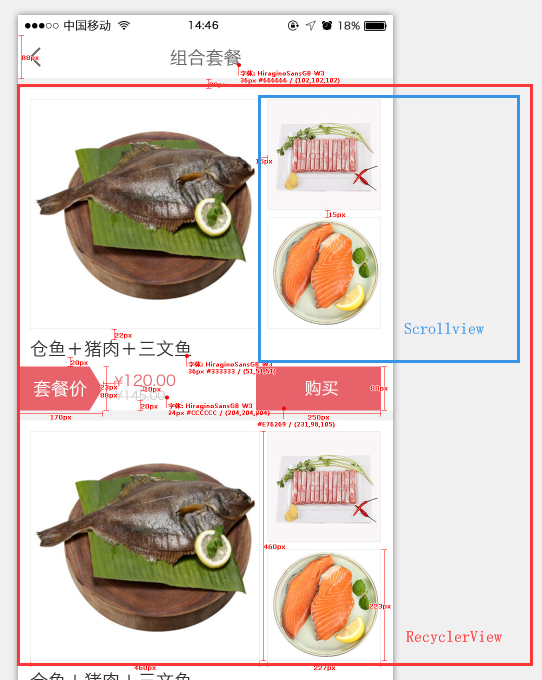 中国移动 14:46 18%
组合套餐
88px
字体: HiraginoSansGB W3
36px #666666 / (102,102,102)
15px
15px
Scrollview
22px
仓鱼＋猪肉＋三文鱼
20px
字体: HiraginoSansGB W3
36px #333333 / (51,51,51)
套餐价
¥120.00
¥145.00
23px
10px
88px
20px
字体: HiraginoSansGB W3
24px #CCCCCC / (204,204,204)
购买
83px
170px
250px
#E76269 / (231,98,105)
460px
223px
RecyclerView
460px
227px
仓鱼＋猪肉＋三文鱼